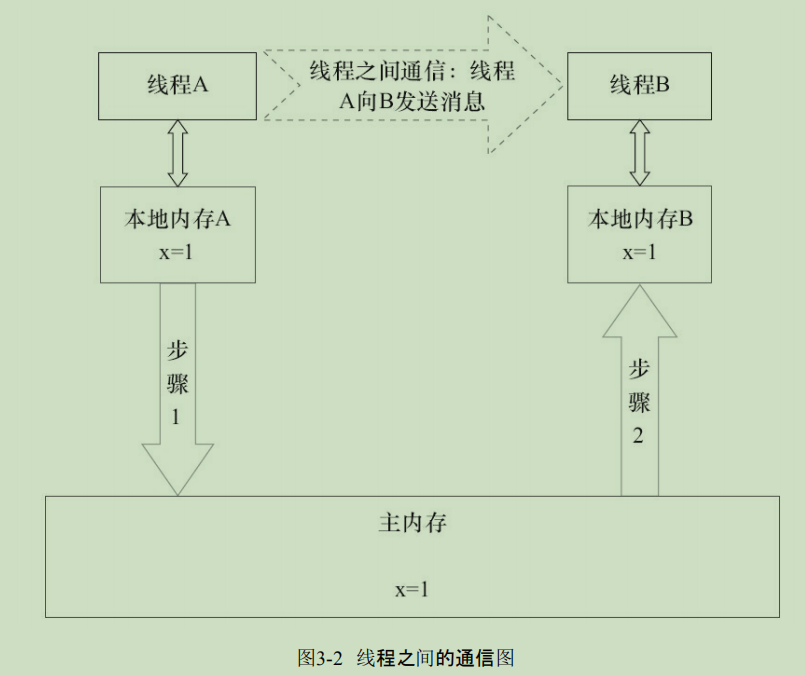 线程A
线程之间通信：线程
A向B发送消息
线程B
本地内存A
x=1
本地内存B
x=1
步
骤
1
步
骤
2
主内存
x=1
图3-2 线程之间的通信图